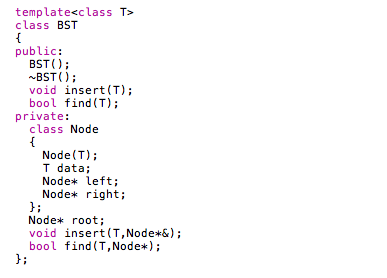 template<class T>
class BST
{
public:
  BST();
  ~BST();
  void insert(T);
  bool find(T);
private:
  class Node
  {
    Node(T);
    T data;
    Node* left;
    Node* right;
  };
  Node* root;
  void insert(T,Node*&);
  bool find(T,Node*);
};